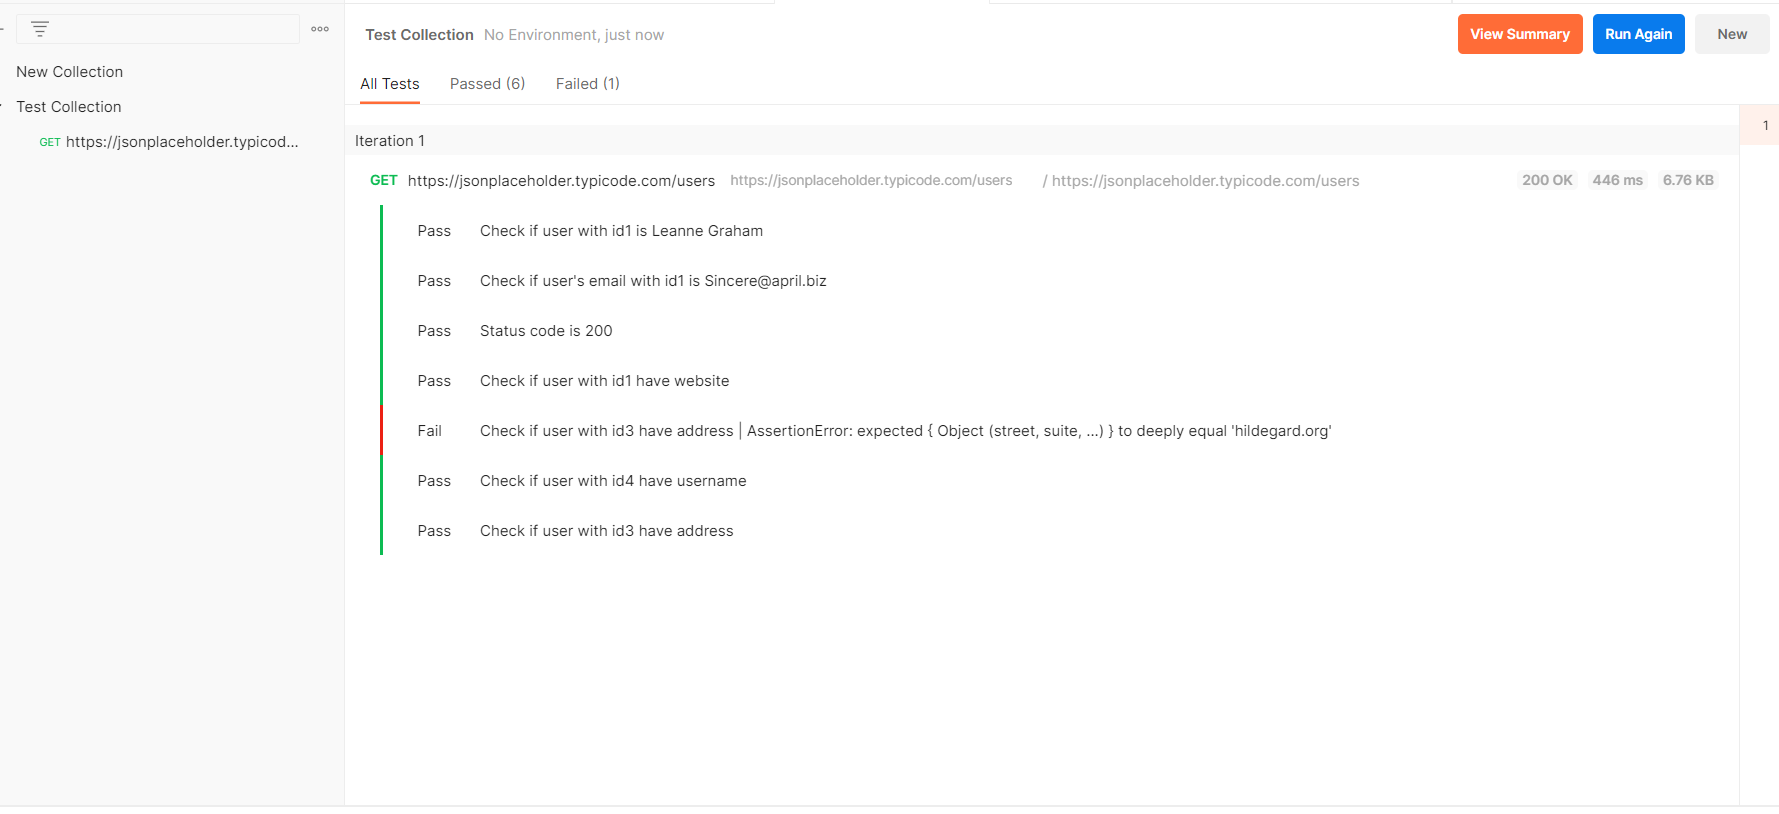 New Collection
Test Collection
GET https://jsonplaceholder.typicod...
Test Collection No Environment, just now
View Summary Run Again New
All Tests Passed (6) Failed (1)
1
Iteration 1
GET https://jsonplaceholder.typicode.com/users https://jsonplaceholder.typicode.com/users / https://jsonplaceholder.typicode.com/users 200 OK 446 ms 6.76 KB
Pass Check if user with id1 is Leanne Graham
Pass Check if user's email with id1 is Sincere@april.biz
Pass Status code is 200
Pass Check if user with id1 have website
Fail Check if user with id3 have address | AssertionError: expected { Object (street, suite, ...) } to deeply equal 'hildegard.org'
Pass Check if user with id4 have username
Pass Check if user with id3 have address